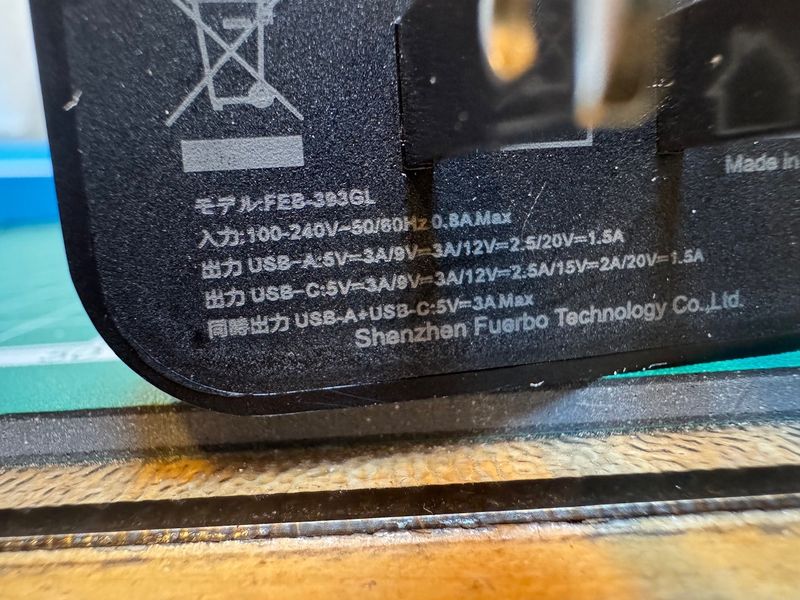 Made in
モデル:FEB-393GL
入力:100-240V~50/60Hz 0.8A Max
出力 USB-A:5V=3A/9V=3A/12V=2.5/20V=1.5A
出力 USB-C:5V=3A/9V=3A/12V=2.5A/15V=2A/20V=1.5A
同時出力 USB-A+USB-C:5V=3A Max
Shenzhen Fuerbo Technology Co.,Ltd.